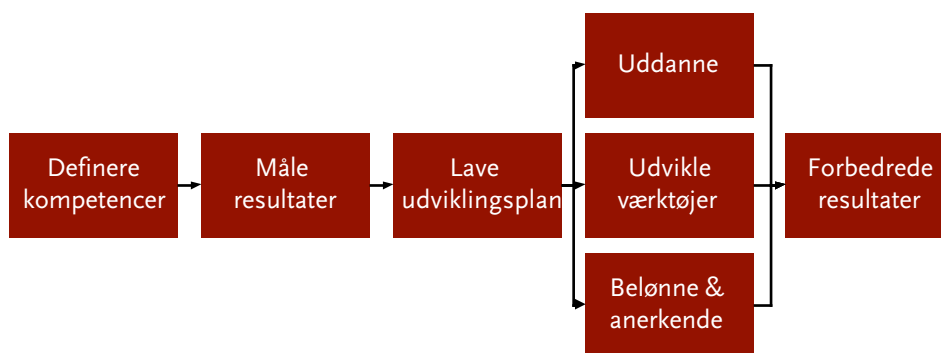 Definere
kompetencer
Måle
resultater
Lave
udviklingsplan
Uddanne
Udvikle
værktøjer
Belønne &
anerkende
Forbedrede
resultater